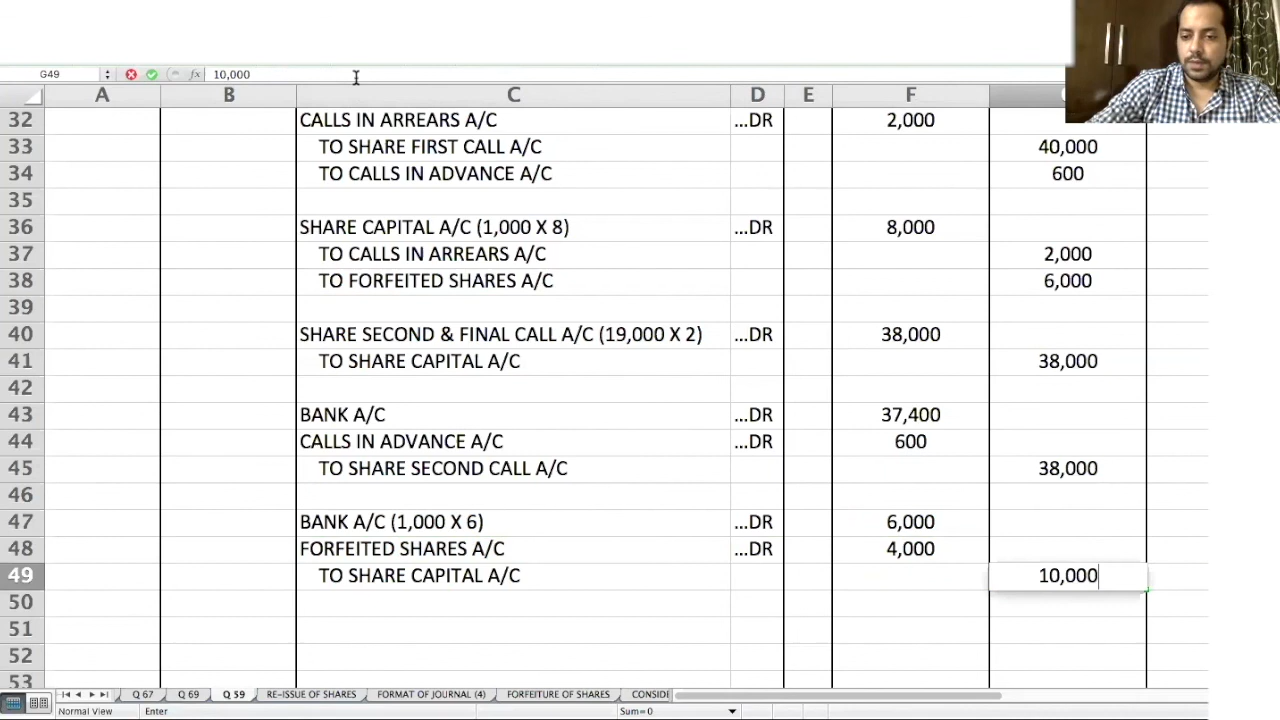 G49 fx 10,000
A B C D E F
32 CALLS IN ARREARS A/C ...DR 2,000
33 TO SHARE FIRST CALL A/C 40,000
34 TO CALLS IN ADVANCE A/C 600
35
36 SHARE CAPITAL A/C (1,000 X 8) ...DR 8,000
37 TO CALLS IN ARREARS A/C 2,000
38 TO FORFEITED SHARES A/C 6,000
39
40 SHARE SECOND & FINAL CALL A/C (19,000 X 2) ...DR 38,000
41 TO SHARE CAPITAL A/C 38,000
42
43 BANK A/C ...DR 37,400
44 CALLS IN ADVANCE A/C ...DR 600
45 TO SHARE SECOND CALL A/C 38,000
46
47 BANK A/C (1,000 X 6) ...DR 6,000
48 FORFEITED SHARES A/C ...DR 4,000
49 TO SHARE CAPITAL A/C 10,000
50
51
52
53
Q 67 Q 69 Q 59 RE-ISSUE OF SHARES FORMAT OF JOURNAL (4) FORFEITURE OF SHARES CONSIDI
Normal View Enter Sum=0